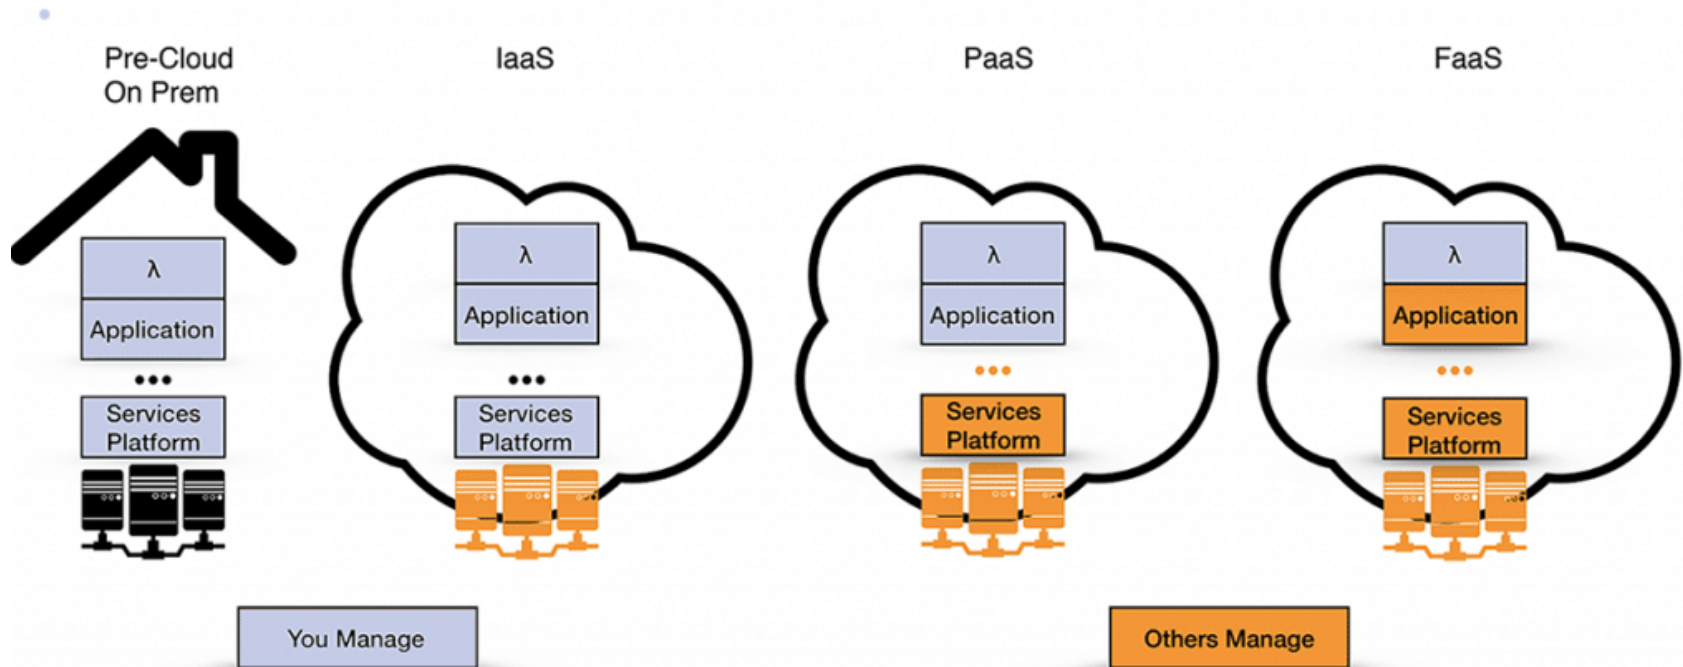 Pre-Cloud
On Prem
IaaS
PaaS
FaaS
λ
Application
...
Services
Platform
λ
Application
...
Services
Platform
λ
Application
...
Services
Platform
λ
Application
...
Services
Platform
You Manage
Others Manage